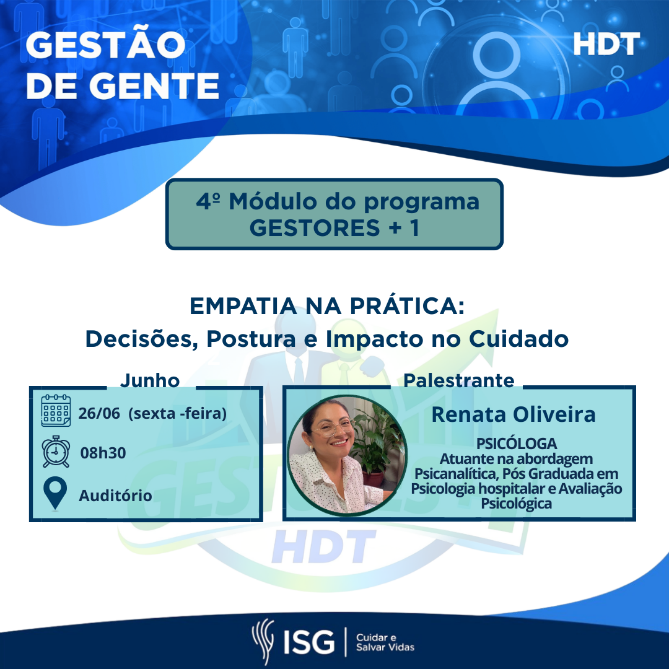 GESTÃO
DE GENTE
HDT
4º Módulo do programa
GESTORES + 1
EMPATIA NA PRÁTICA:
Decisões, Postura e Impacto no Cuidado
Junho
26/06 (sexta -feira)
08h30
Auditório
Palestrante
Renata Oliveira
PSICÓLOGA
Atuante na abordagem
Psicanalítica, Pós Graduada em
Psicologia hospitalar e Avaliação
Psicológica
HDT
ISG
Cuidar e
Salvar Vidas